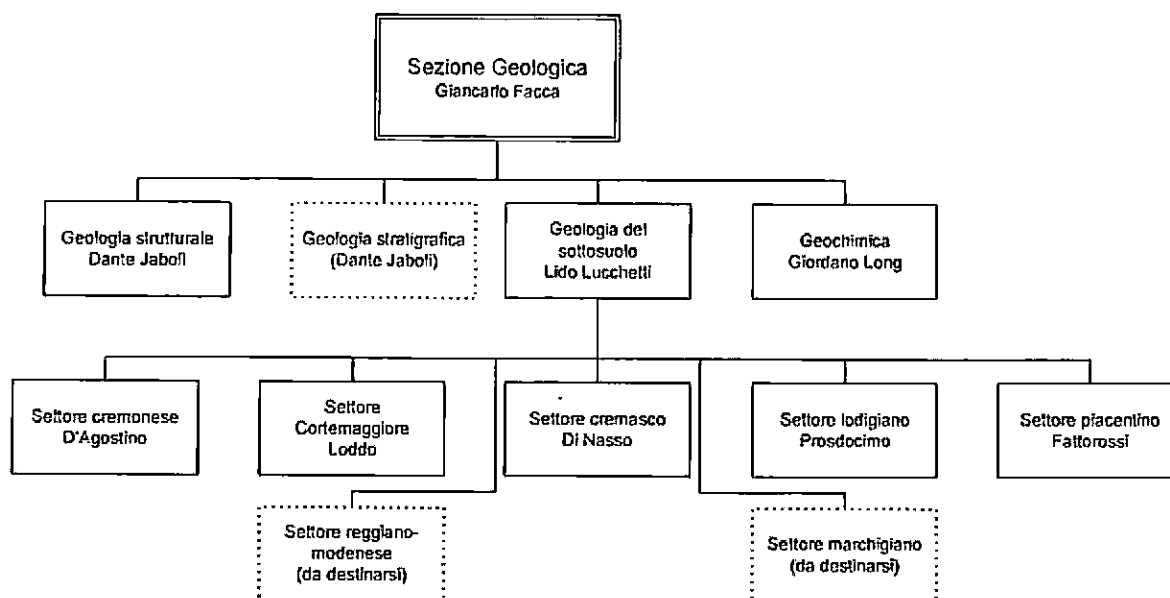 Sezione Geologica
Giancarlo Facca
Geologia strutturale
Dante Jaboli
Geologia stratigrafica
(Dante Jaboli)
Geologia del
sottosuolo
Lido Lucchetti
Geochimica
Giordano Long
Settore cremonese
D'Agostino
Settore
Cortemaggiore
Loddo
Settore cremasco
Di Nasso
Settore lodigiano
Prosdocimo
Settore piacentino
Fattorossi
Settore reggiano-
modenese
(da destinarsi)
Settore marchigiano
(da destinarsi)